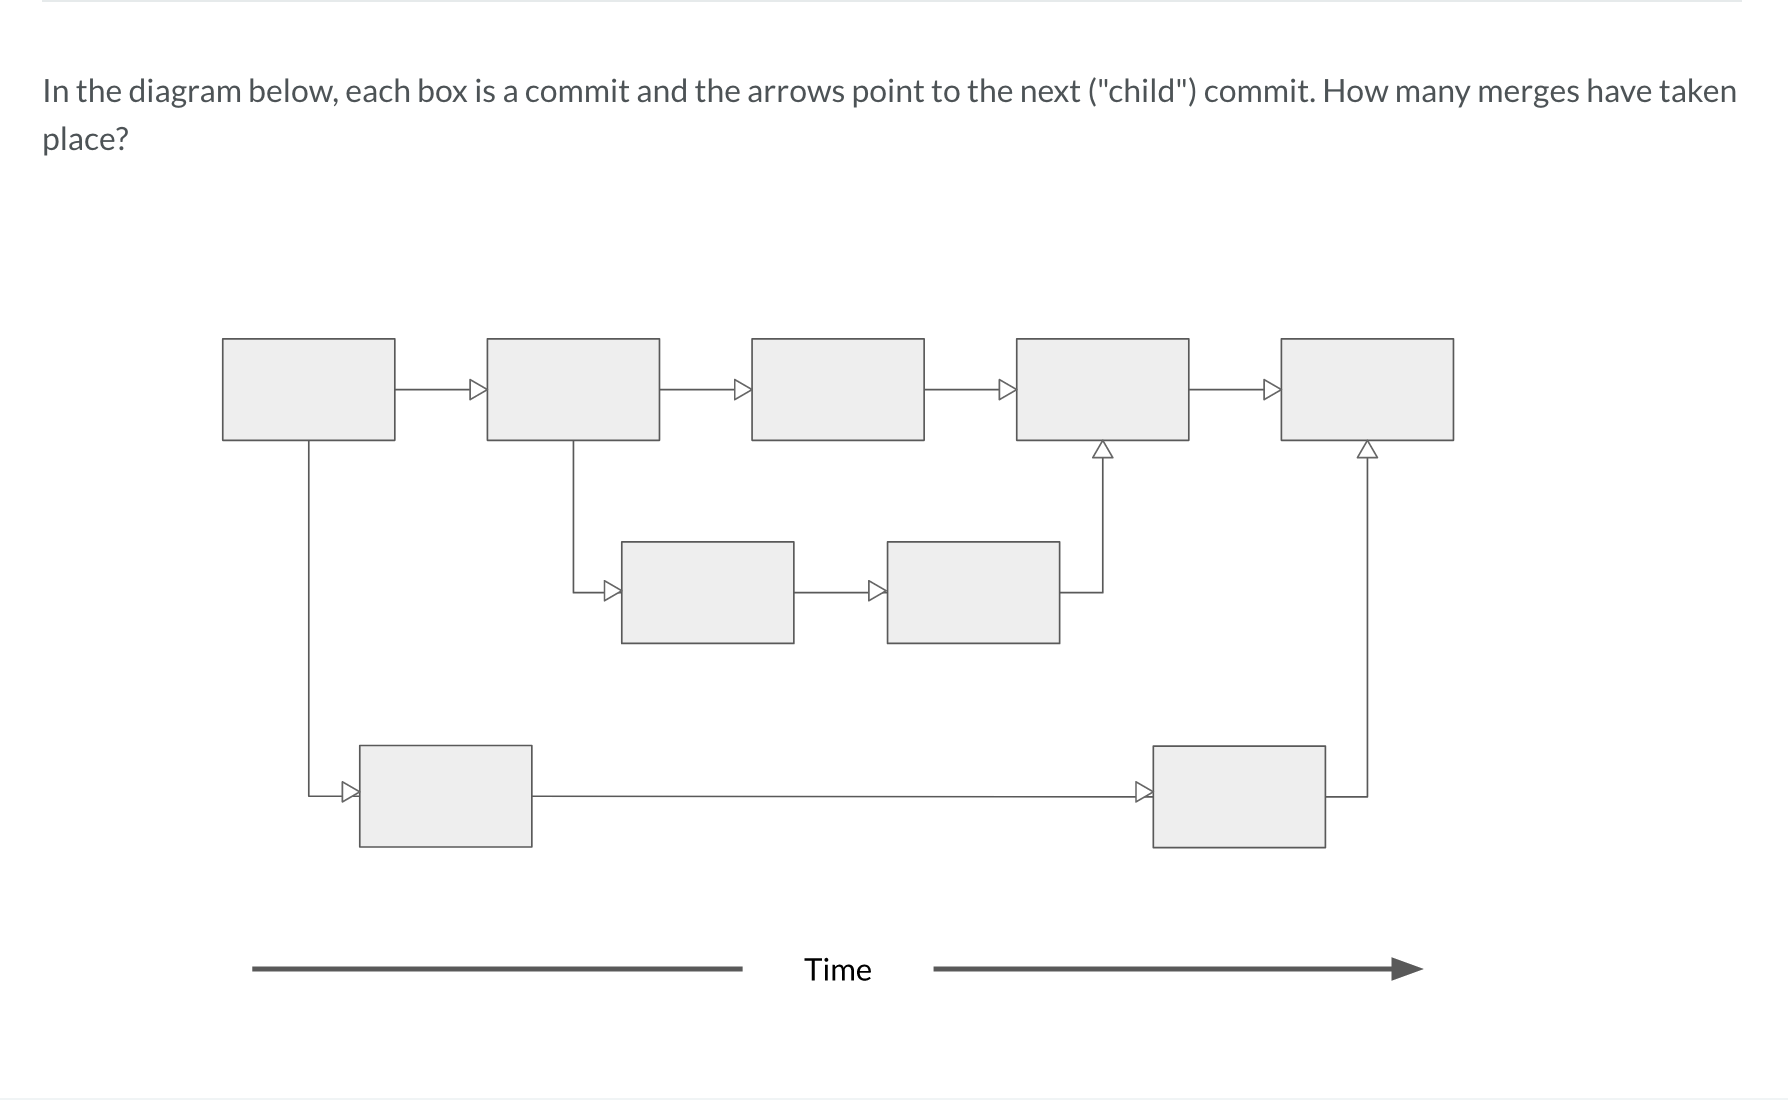 In the diagram below, each box is a commit and the arrows point to the next ("child") commit. How many merges have taken
place?
Time